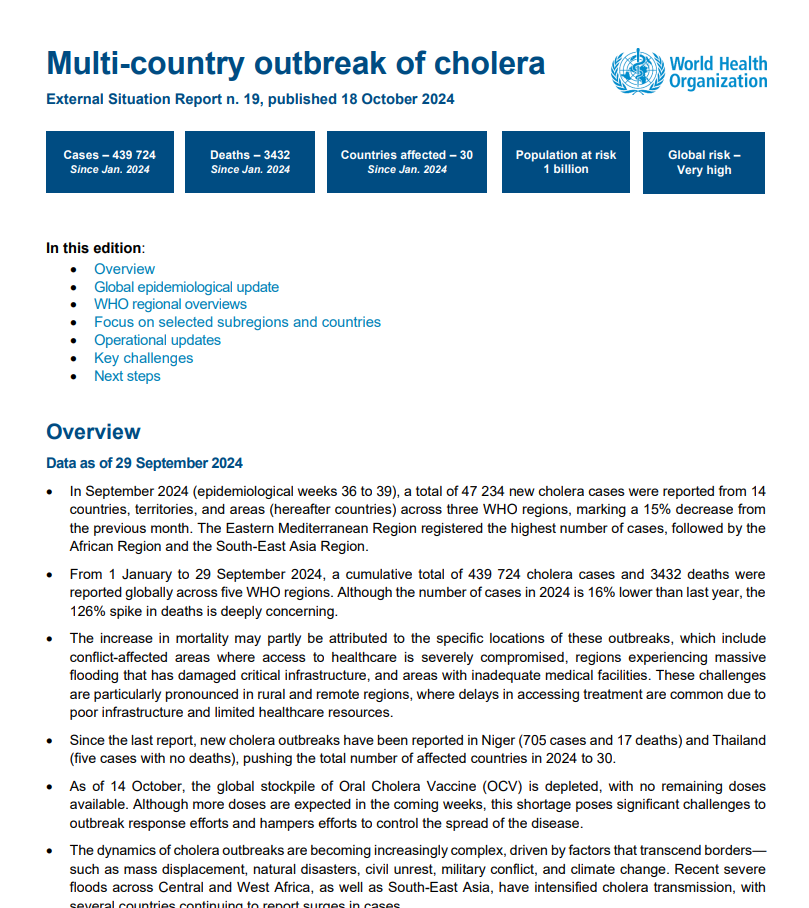 Multi-country outbreak of cholera
World Health
Organization
External Situation Report n. 19, published 18 October 2024
Cases – 439 724
Since Jan. 2024
Deaths – 3432
Since Jan. 2024
Countries affected – 30
Since Jan. 2024
Population at risk
1 billion
Global risk –
Very high
In this edition:
• Overview
• Global epidemiological update
• WHO regional overviews
• Focus on selected subregions and countries
• Operational updates
• Key challenges
• Next steps
Overview
Data as of 29 September 2024
• In September 2024 (epidemiological weeks 36 to 39), a total of 47 234 new cholera cases were reported from 14
countries, territories, and areas (hereafter countries) across three WHO regions, marking a 15% decrease from
the previous month. The Eastern Mediterranean Region registered the highest number of cases, followed by the
African Region and the South-East Asia Region.
• From 1 January to 29 September 2024, a cumulative total of 439 724 cholera cases and 3432 deaths were
reported globally across five WHO regions. Although the number of cases in 2024 is 16% lower than last year, the
126% spike in deaths is deeply concerning.
• The increase in mortality may partly be attributed to the specific locations of these outbreaks, which include
conflict-affected areas where access to healthcare is severely compromised, regions experiencing massive
flooding that has damaged critical infrastructure, and areas with inadequate medical facilities. These challenges
are particularly pronounced in rural and remote regions, where delays in accessing treatment are common due to
poor infrastructure and limited healthcare resources.
• Since the last report, new cholera outbreaks have been reported in Niger (705 cases and 17 deaths) and Thailand
(five cases with no deaths), pushing the total number of affected countries in 2024 to 30.
• As of 14 October, the global stockpile of Oral Cholera Vaccine (OCV) is depleted, with no remaining doses
available. Although more doses are expected in the coming weeks, this shortage poses significant challenges to
outbreak response efforts and hampers efforts to control the spread of the disease.
• The dynamics of cholera outbreaks are becoming increasingly complex, driven by factors that transcend borders—
such as mass displacement, natural disasters, civil unrest, military conflict, and climate change. Recent severe
floods across Central and West Africa, as well as South-East Asia, have intensified cholera transmission, with
several countries continuing to report surges in cases.